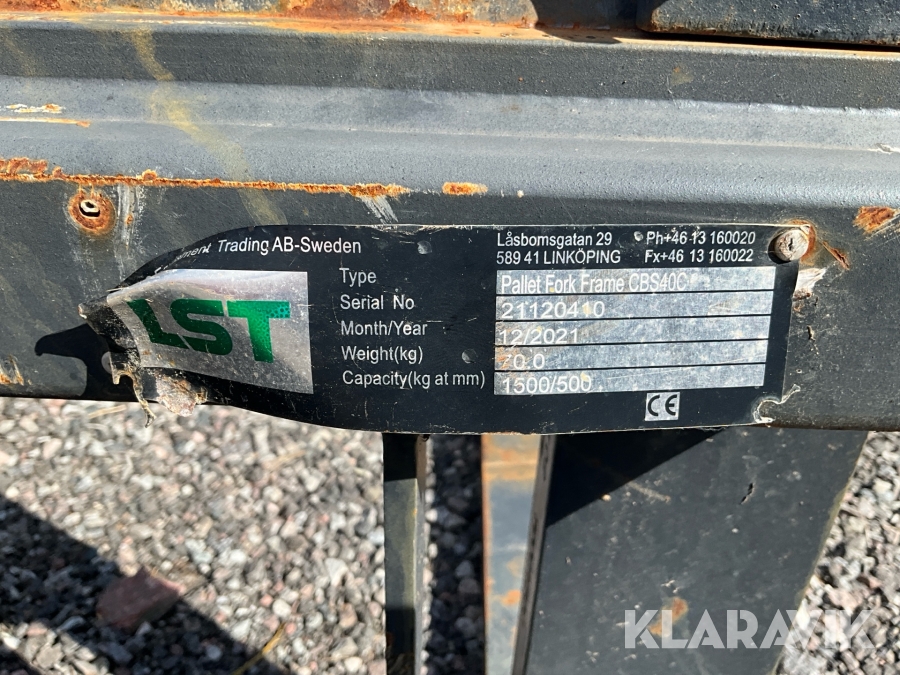 Trading AB-Sweden
Låsbomsgatan 29
589 41 LINKÖPING
Ph+46 13 160020
Fx+46 13 160022
LST
Type Pallet Fork Frame CBS40C
Serial No 21120410
Month/Year 12/2021
Weight(kg) 70.0
Capacity(kg at mm) 1500/500
CE
KLARAVIK